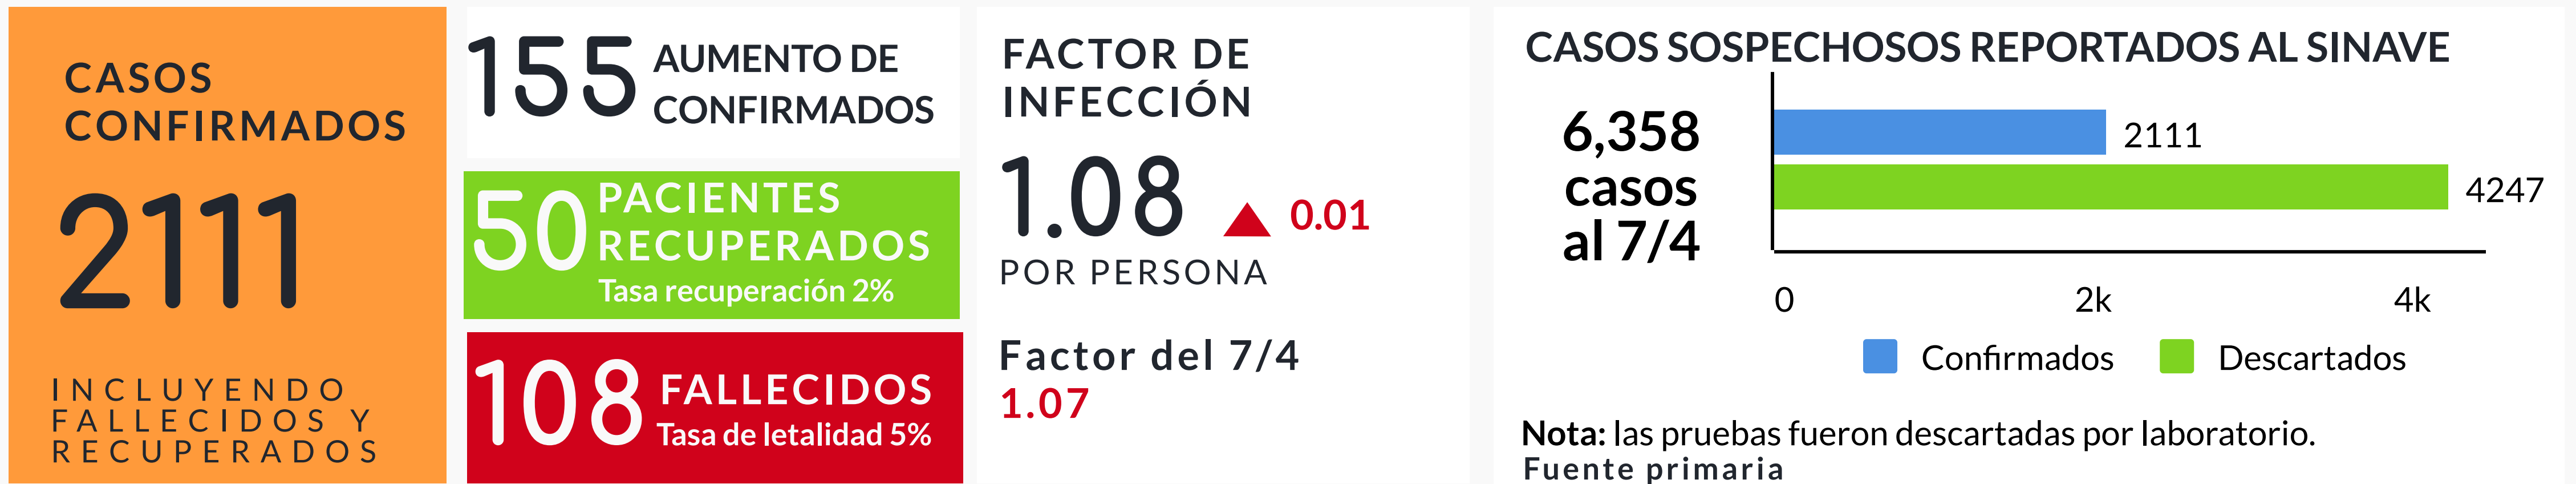 CASOS
CONFIRMADOS
2111
INCLUYENDO
FALLECIDOS Y
RECUPERADOS
155 AUMENTO DE
CONFIRMADOS
50 PACIENTES
RECUPERADOS
Tasa recuperación 2%
108 FALLECIDOS
Tasa de letalidad 5%
FACTOR DE
INFECCIÓN
1.08 0.01
POR PERSONA
Factor del 7/4
1.07
CASOS SOSPECHOSOS REPORTADOS AL SINAVE
6,358
casos
al 7/4
2111
4247
0 2k 4k
Confirmados Descartados
Nota: las pruebas fueron descartadas por laboratorio.
Fuente primaria